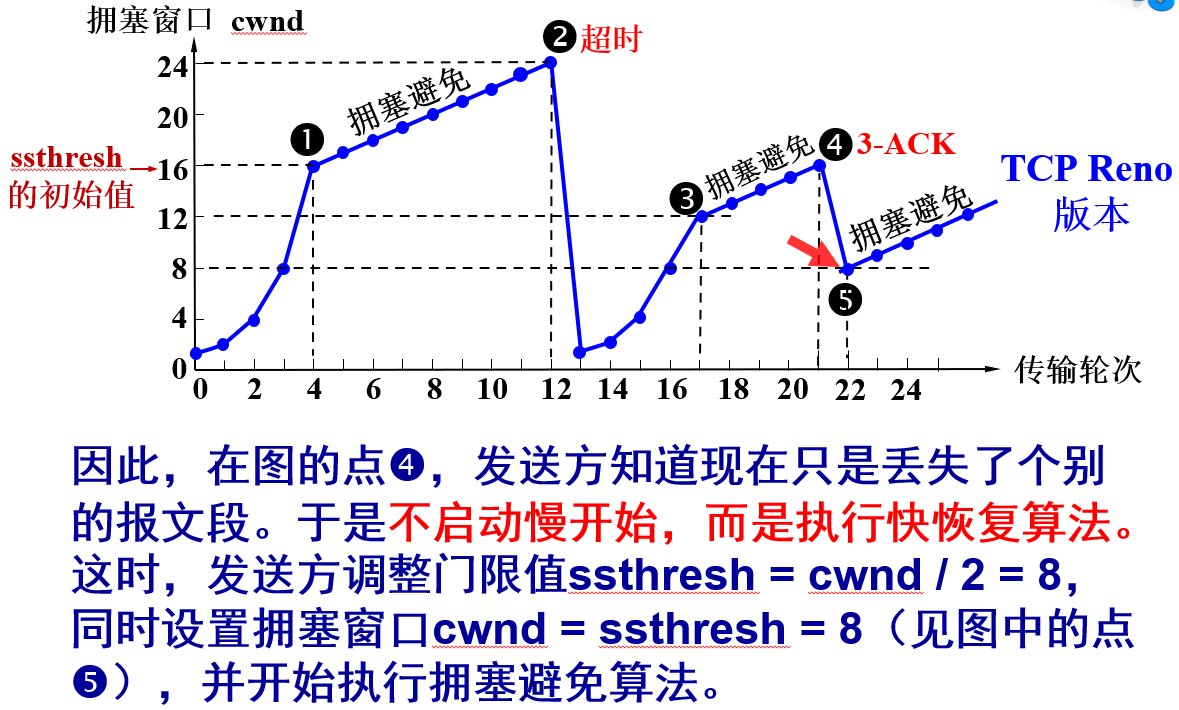 拥塞窗口 cwnd
❷超时
24
拥塞避免
20
❶
❹ 3-ACK
ssthresh
的初始值
16
拥塞避免
TCP Reno
版本
❸
12
拥塞避免
8
❺
4
0
0 2 4 6 8 10 12 14 16 18 20 22 24
传输轮次
因此，在图的点❹，发送方知道现在只是丢失了个别
的报文段。于是不启动慢开始，而是执行快恢复算法。
这时，发送方调整门限值ssthresh = cwnd / 2 = 8，
同时设置拥塞窗口cwnd = ssthresh = 8（见图中的点
❺），并开始执行拥塞避免算法。